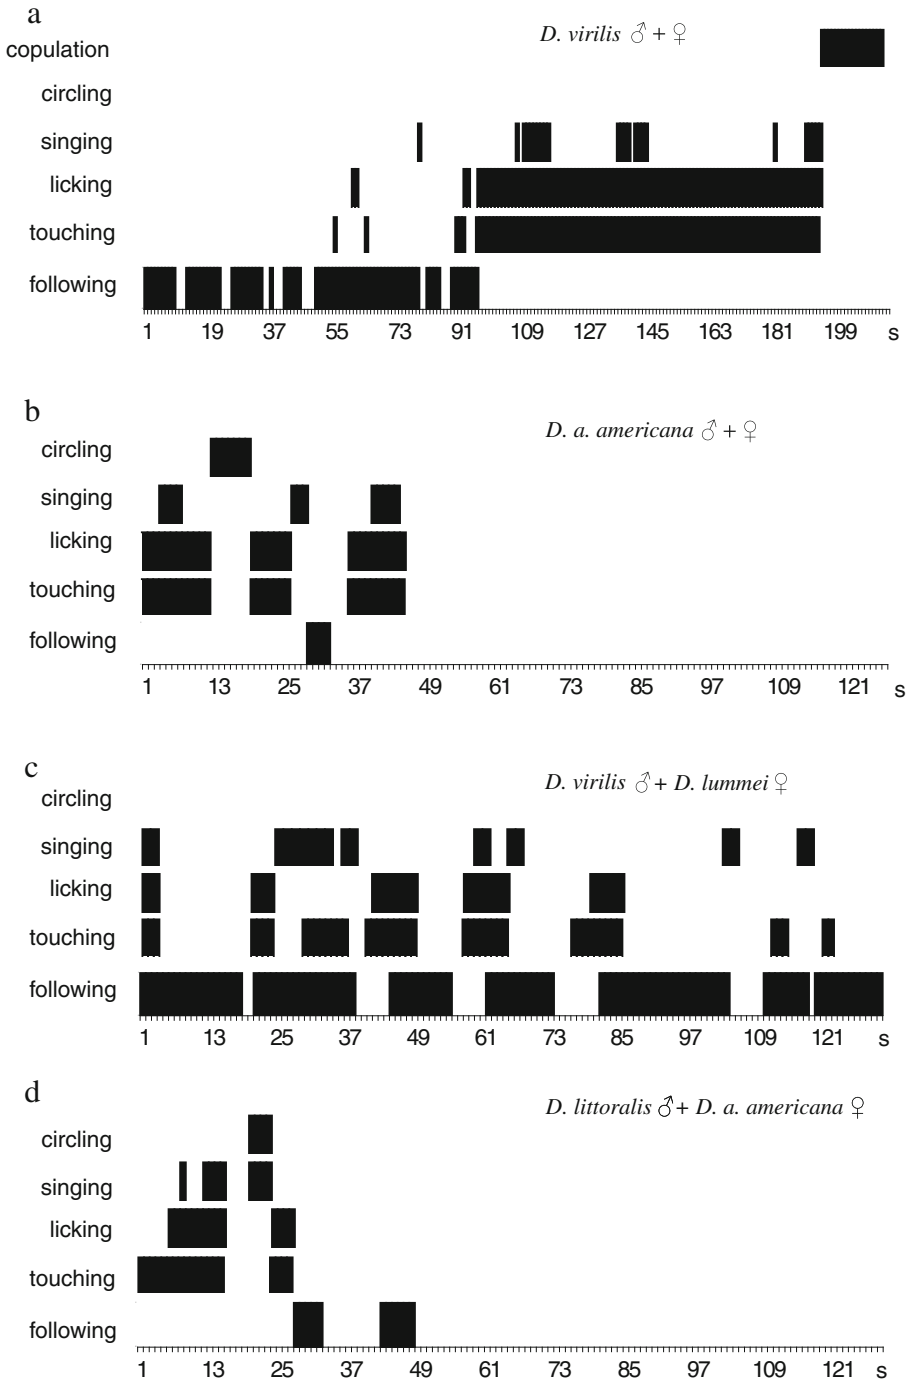 a
D. virilis ♂ + ♀
copulation
circling
singing
licking
touching
following
1 19 37 55 73 91 109 127 145 163 181 199 s
b
D. a. americana ♂ + ♀
circling
singing
licking
touching
following
1 13 25 37 49 61 73 85 97 109 121 s
c
D. virilis ♂ + D. lummei ♀
circling
singing
licking
touching
following
1 13 25 37 49 61 73 85 97 109 121 s
d
D. littoralis ♂ + D. a. americana ♀
circling
singing
licking
touching
following
1 13 25 37 49 61 73 85 97 109 121 s